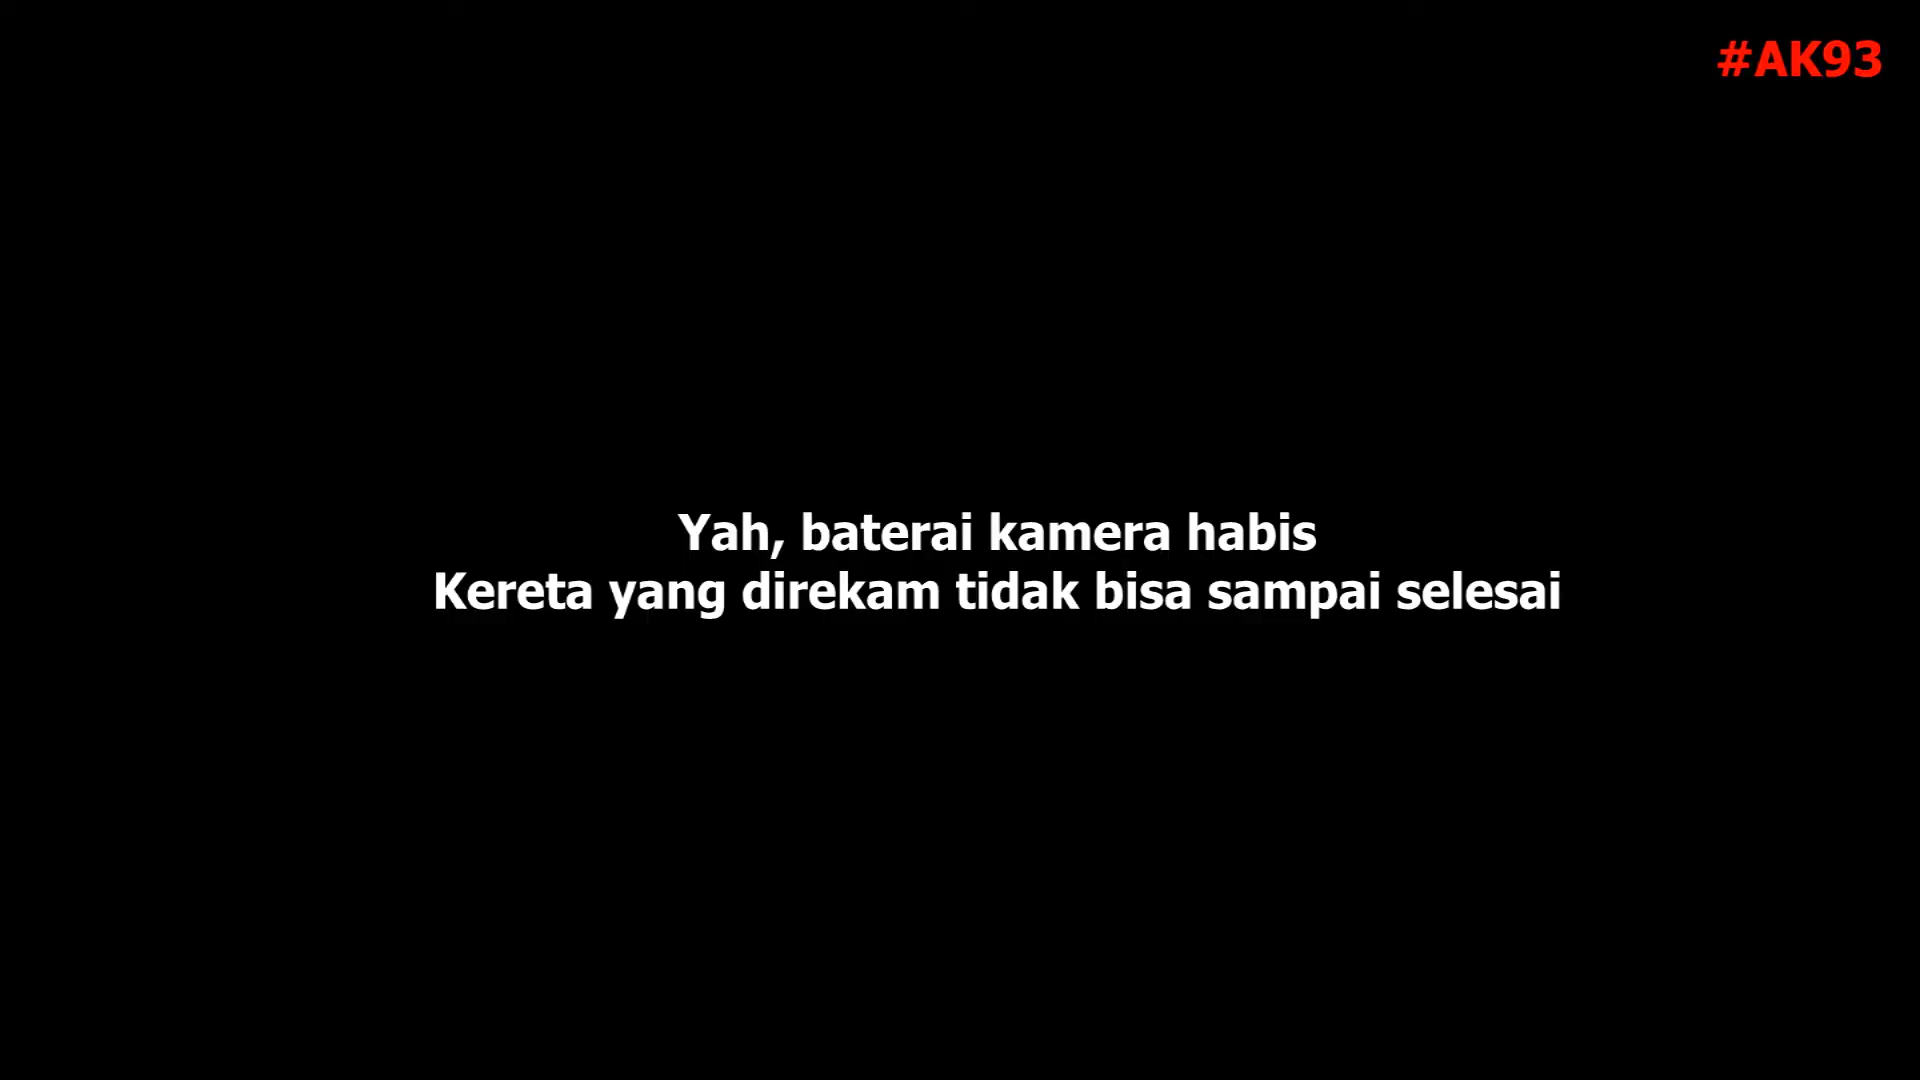 #AK93
Yah, baterai kamera habis
Kereta yang direkam tidak bisa sampai selesai